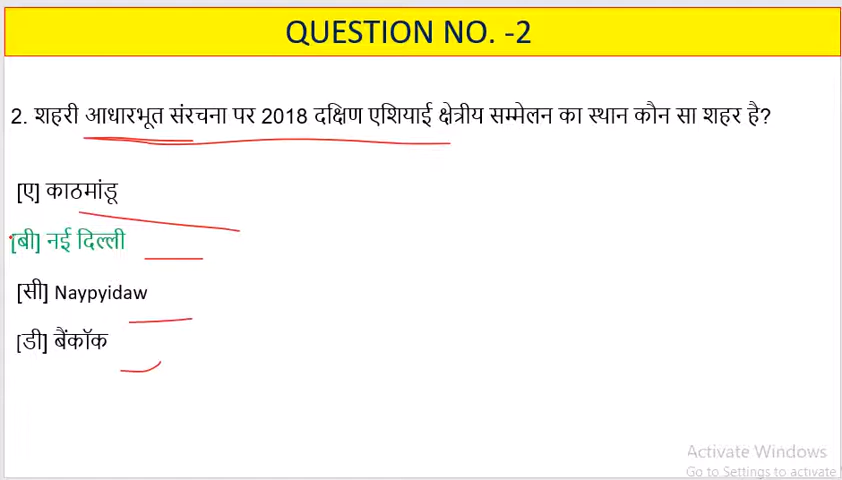 QUESTION NO. -2
2. शहरी आधारभूत संरचना पर 2018 दक्षिण एशियाई क्षेत्रीय सम्मेलन का स्थान कौन सा शहर है?
[ए] काठमांडू
[बी] नई दिल्ली
[सी] Naypyidaw
[डी] बैंकॉक
Activate Windows
Go to Settings to activate